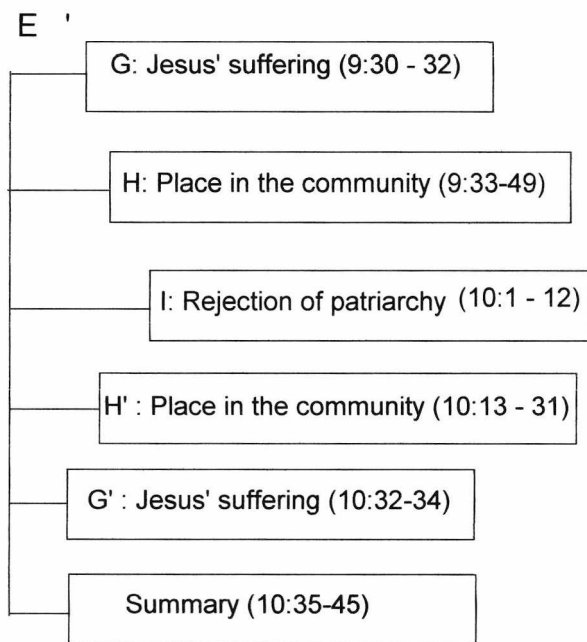 E '
G: Jesus' suffering (9:30 - 32)
H: Place in the community (9:33-49)
I: Rejection of patriarchy (10:1 - 12)
H' : Place in the community (10:13 - 31)
G' : Jesus' suffering (10:32-34)
Summary (10:35-45)